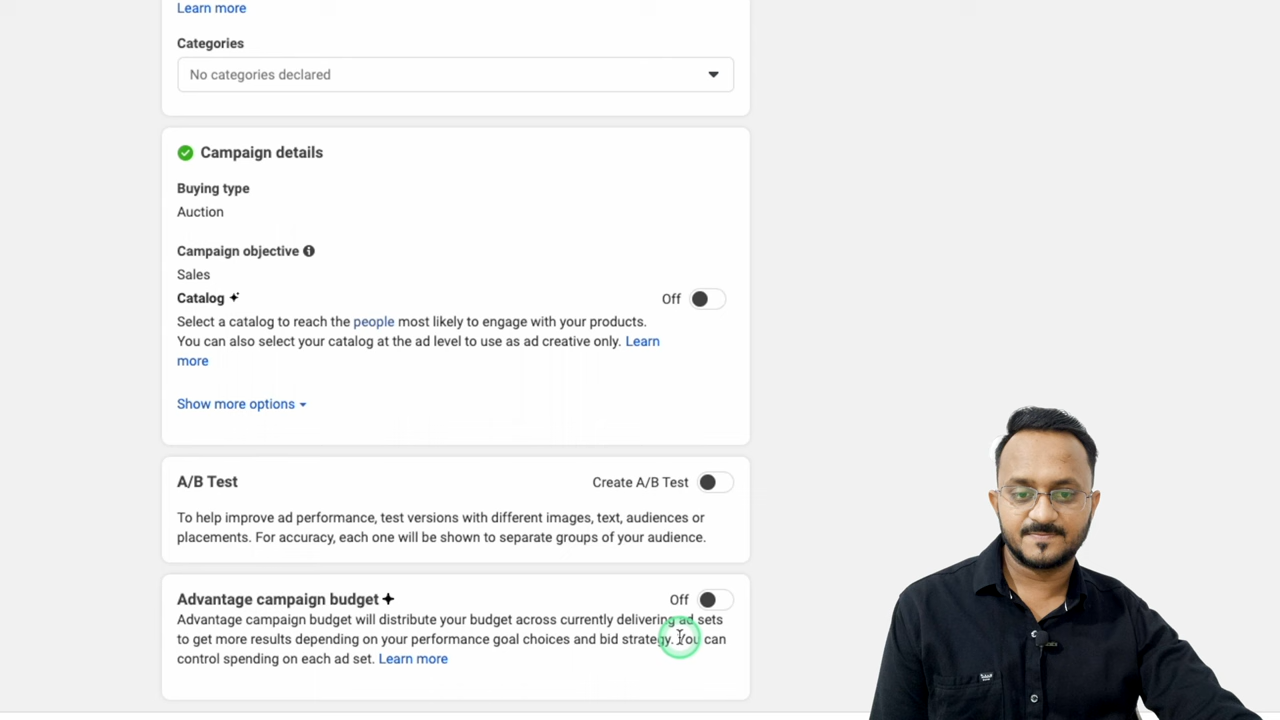 Learn more
Categories
No categories declared
Campaign details
Buying type
Auction
Campaign objective
Sales
Catalog
Off
Select a catalog to reach the people most likely to engage with your products.
You can also select your catalog at the ad level to use as ad creative only. Learn
more
Show more options
A/B Test
Create A/B Test
To help improve ad performance, test versions with different images, text, audiences or
placements. For accuracy, each one will be shown to separate groups of your audience.
Advantage campaign budget
Off
Advantage campaign budget will distribute your budget across currently delivering ad sets
to get more results depending on your performance goal choices and bid strategy. You can
control spending on each ad set. Learn more